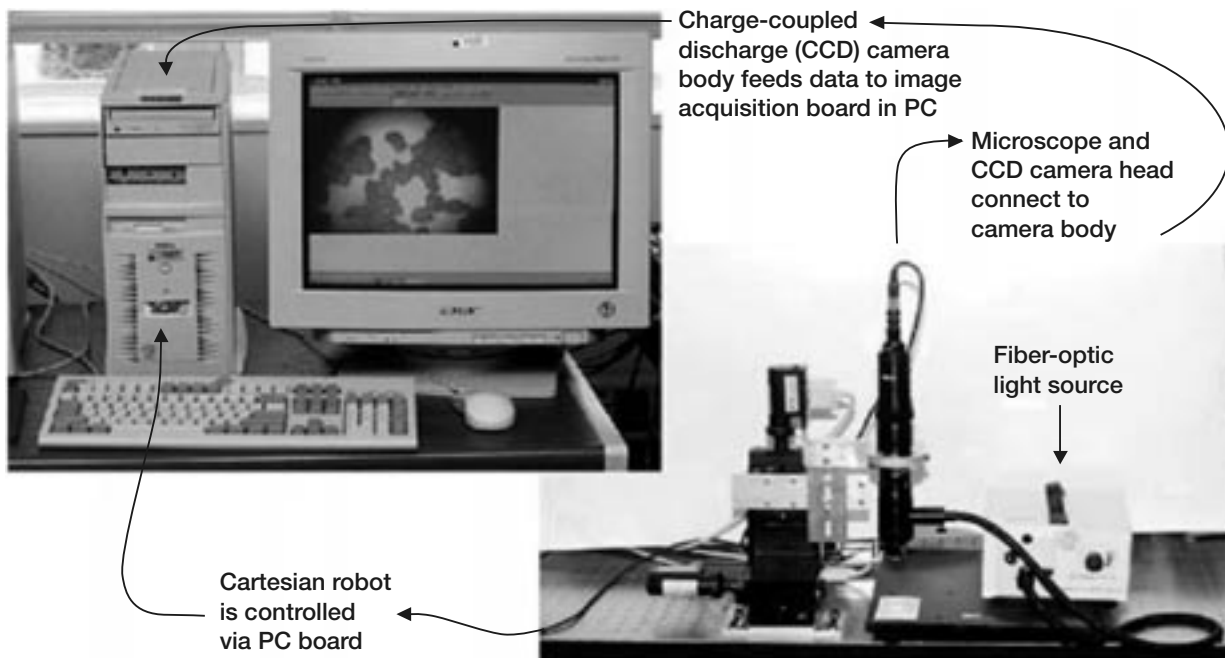 Charge-coupled
discharge (CCD) camera
body feeds data to image
acquisition board in PC
Microscope and
CCD camera head
connect to
camera body
Fiber-optic
light source
Cartesian robot
is controlled
via PC board